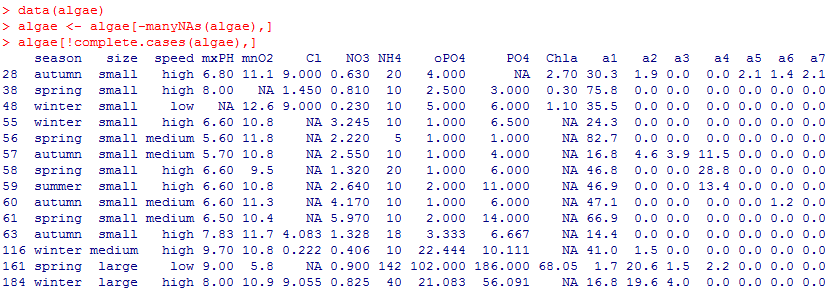 > data(algae)
> algae <- algae[-manyNAs(algae),]
> algae[!complete.cases(algae),]
season size speed mxPH mnO2 Cl NO3 NH4 oPO4 PO4 Chla a1 a2 a3 a4 a5 a6 a7
28 autumn small high 6.80 11.1 9.000 0.630 20 4.000 NA 2.70 30.3 1.9 0.0 0.0 2.1 1.4 2.1
38 spring small high 8.00 NA 1.450 0.810 10 2.500 3.000 0.30 75.8 0.0 0.0 0.0 0.0 0.0 0.0
48 winter small low NA 12.6 9.000 0.230 10 5.000 6.000 1.10 35.5 0.0 0.0 0.0 0.0 0.0 0.0
55 winter small high 6.60 10.8 NA 3.245 10 1.000 6.500 NA 24.3 0.0 0.0 0.0 0.0 0.0 0.0
56 spring small medium 5.60 11.8 NA 2.220 5 1.000 1.000 NA 82.7 0.0 0.0 0.0 0.0 0.0 0.0
57 autumn small medium 5.70 10.8 NA 2.550 10 1.000 4.000 NA 16.8 4.6 3.9 11.5 0.0 0.0 0.0
58 spring small high 6.60 9.5 NA 1.320 20 1.000 6.000 NA 46.8 0.0 0.0 28.8 0.0 0.0 0.0
59 summer small high 6.60 10.8 NA 2.640 10 2.000 11.000 NA 46.9 0.0 0.0 13.4 0.0 0.0 0.0
60 autumn small medium 6.60 11.3 NA 4.170 10 1.000 6.000 NA 47.1 0.0 0.0 0.0 0.0 1.2 0.0
61 spring small medium 6.50 10.4 NA 5.970 10 2.000 14.000 NA 66.9 0.0 0.0 0.0 0.0 0.0 0.0
63 autumn small high 7.83 11.7 4.083 1.328 18 3.333 6.667 NA 14.4 0.0 0.0 0.0 0.0 0.0 0.0
116 winter medium high 9.70 10.8 0.222 0.406 10 22.444 10.111 NA 41.0 1.5 0.0 0.0 0.0 0.0 0.0
161 spring large low 9.00 5.8 NA 0.900 142 102.000 186.000 68.05 1.7 20.6 1.5 2.2 0.0 0.0 0.0
184 winter large high 8.00 10.9 9.055 0.825 40 21.083 56.091 NA 16.8 19.6 4.0 0.0 0.0 0.0 0.0